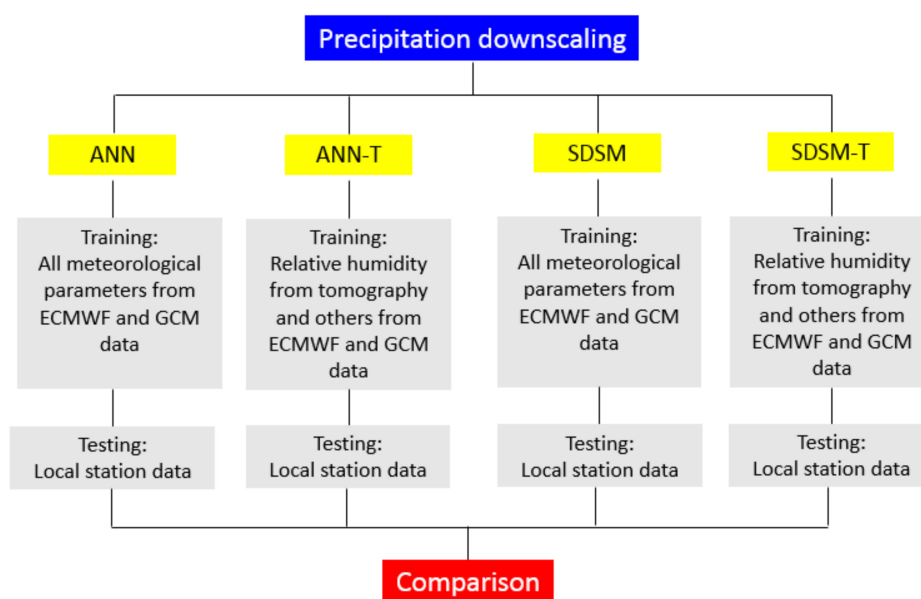 Precipitation downscaling
ANN
ANN-T
SDSM
SDSM-T
Training:
All meteorological
parameters from
ECMWF and GCM
data
Training:
Relative humidity
from tomography
and others from
ECMWF and GCM
data
Training:
All meteorological
parameters from
ECMWF and GCM
data
Training:
Relative humidity
from tomography
and others from
ECMWF and GCM
data
Testing:
Local station data
Testing:
Local station data
Testing:
Local station data
Testing:
Local station data
Comparison